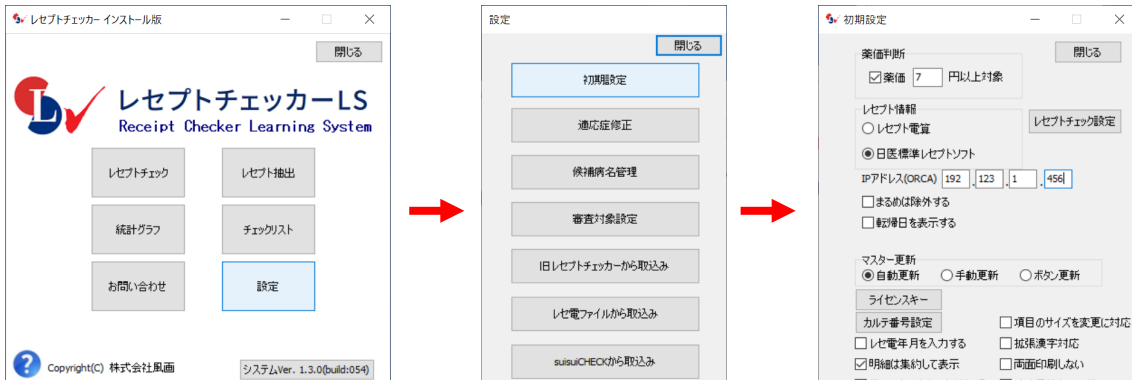 レセプトチェッカー インストール版
閉じる
レセプトチェッカーLS
Receipt Checker Learning System
レセプトチェック
レセプト抽出
統計グラフ
チェックリスト
お問い合わせ
設定
Copyright(C) 株式会社風画
システムVer. 1.3.0(build:054)
設定
閉じる
初期設定
適応症修正
候補病名管理
審査対象設定
旧レセプトチェッカーから取込み
レセ電ファイルから取込み
suisuiCHECKから取込み
初期設定
閉じる
薬価判断
薬価 7 円以上対象
レセプト情報
レセプト電算
日医標準レセプトソフト
レセプトチェック設定
IPアドレス(ORCA) 192 . 123 . 1 . 456
まるめは除外する
転帰日を表示する
マスター更新
自動更新 手動更新 ボタン更新
ライセンスキー
カルテ番号設定 項目のサイズを変更に対応
レセ電年月を入力する 拡張漢字対応
明細は集約して表示 両面印刷しない